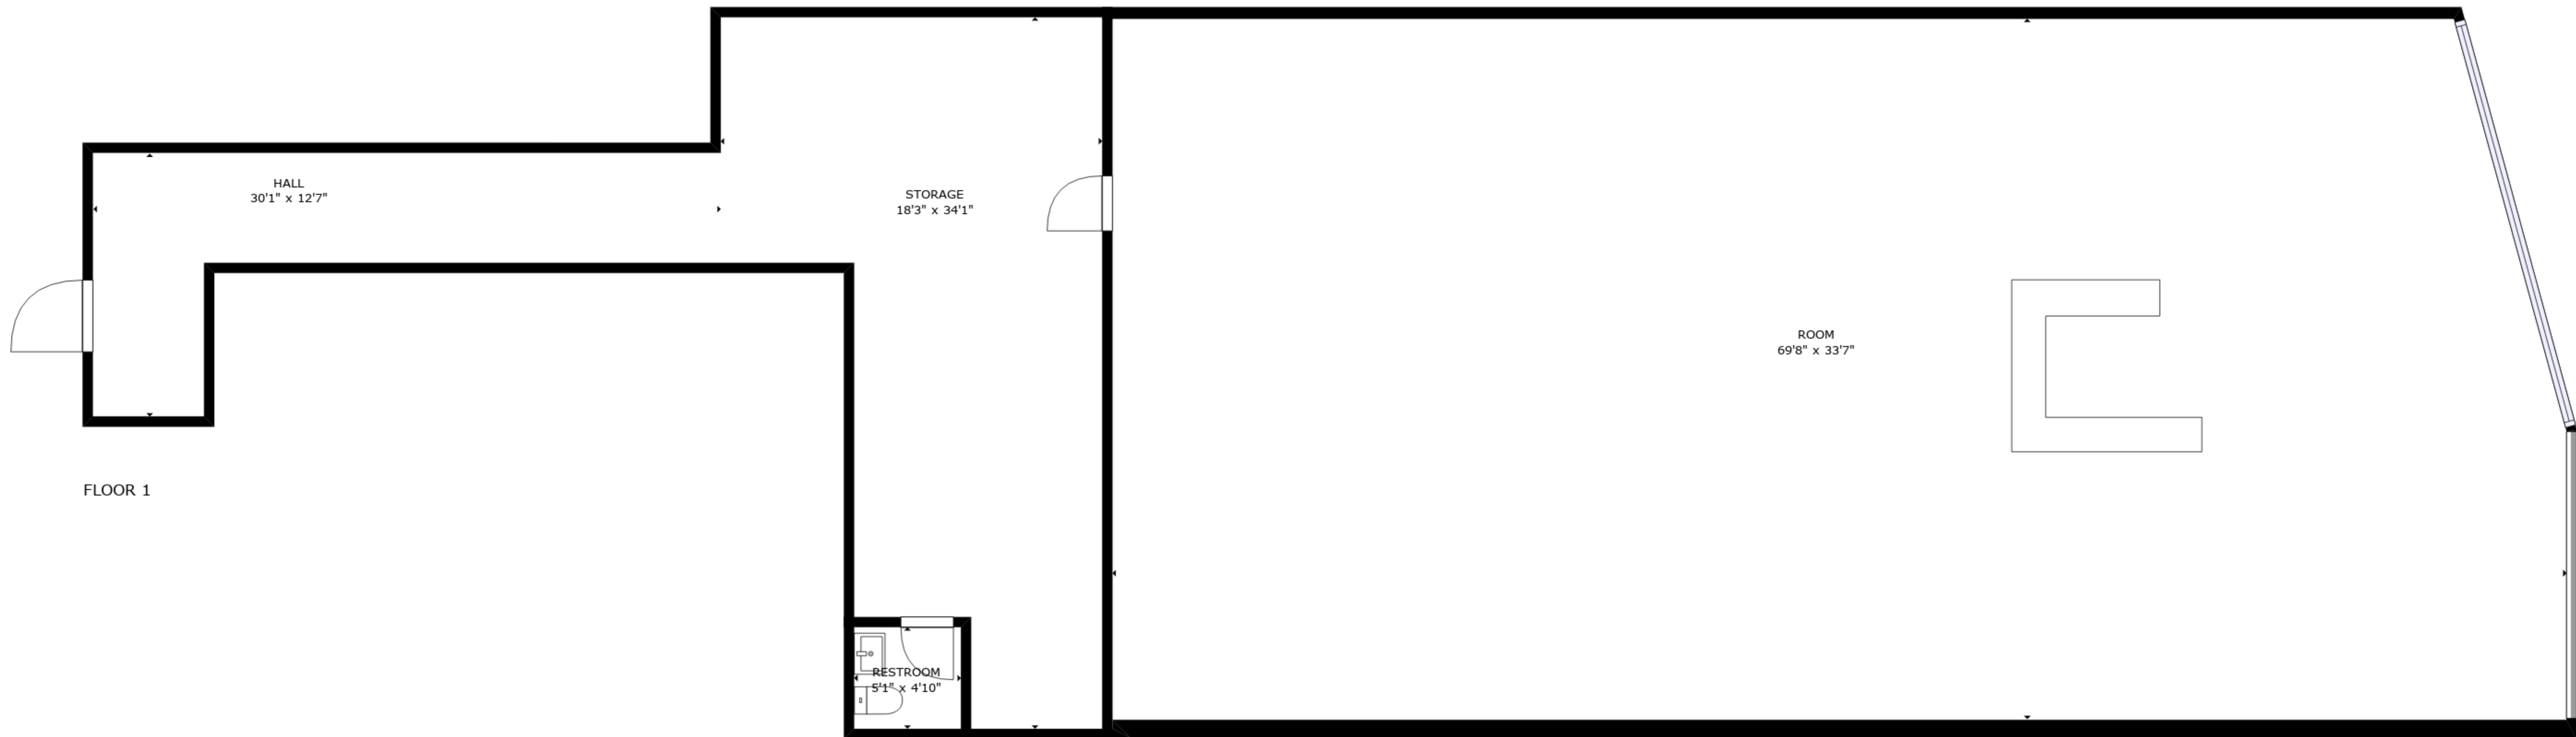 HALL
30'1" x 12'7"
STORAGE
18'3" x 34'1"
ROOM
69'8" x 33'7"
FLOOR 1
RESTROOM
5'1" x 4'10"